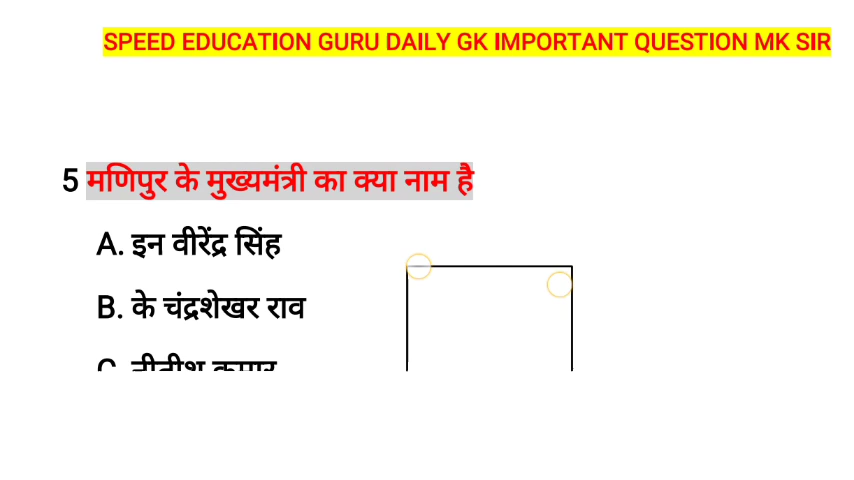 SPEED EDUCATION GURU DAILY GK IMPORTANT QUESTION MK SIR
5 मणिपुर के मुख्यमंत्री का क्या नाम है
A. इन वीरेंद्र सिंह
B. के चंद्रशेखर राव